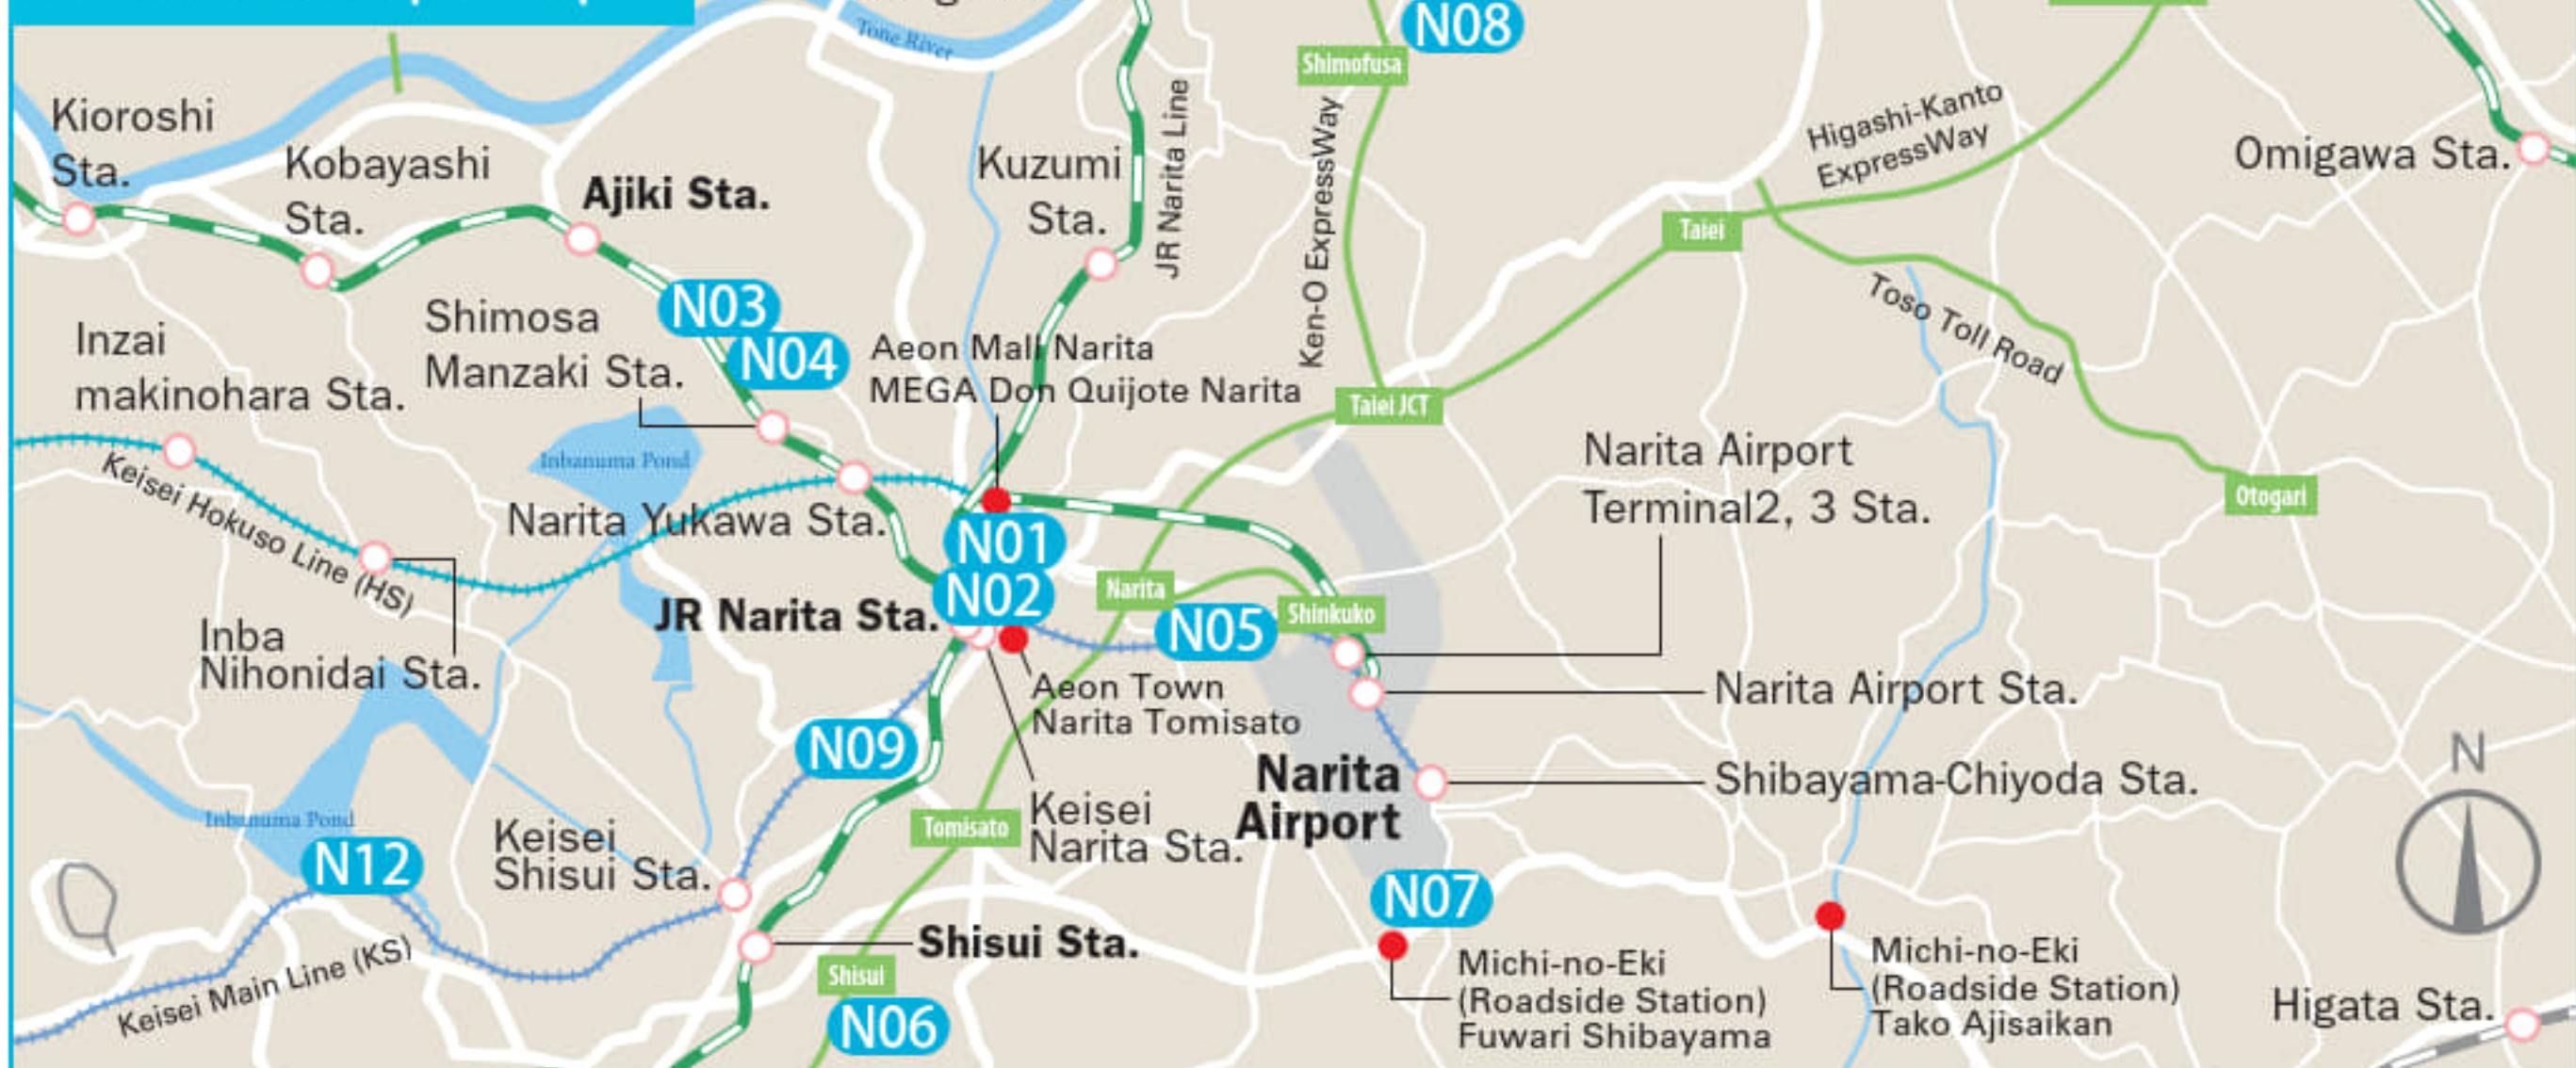 Tone River
N08
Shimofusa
Kioroshi
Sta.
Kobayashi
Sta.
Ajiki Sta.
Kuzumi
Sta.
JR Narita Line
Ken-O ExpressWay
Higashi-Kanto
ExpressWay
Omigawa Sta.
Taiei
Toso Toll Road
Inzai
makinohara Sta.
Shimosa
Manzaki Sta.
N03
N04
Aeon Mall Narita
MEGA Don Quijote Narita
Taiei JCT
Keisei Hokuso Line (HS)
Inbanuma Pond
Narita Yukawa Sta.
Narita Airport
Terminal2, 3 Sta.
Otogari
N01
N02
JR Narita Sta.
Narita
N05
Shinkuko
Inba
Nihonidai Sta.
Aeon Town
Narita Tomisato
Narita Airport Sta.
N09
Narita
Airport
Shibayama-Chiyoda Sta.
N
Inbanuma Pond
N12
Keisei
Shisui Sta.
Tomisato
Keisei
Narita Sta.
N07
Shisui Sta.
Keisei Main Line (KS)
Shisui
N06
Michi-no-Eki
(Roadside Station)
Fuwari Shibayama
Michi-no-Eki
(Roadside Station)
Tako Ajisaikan
Higata Sta.